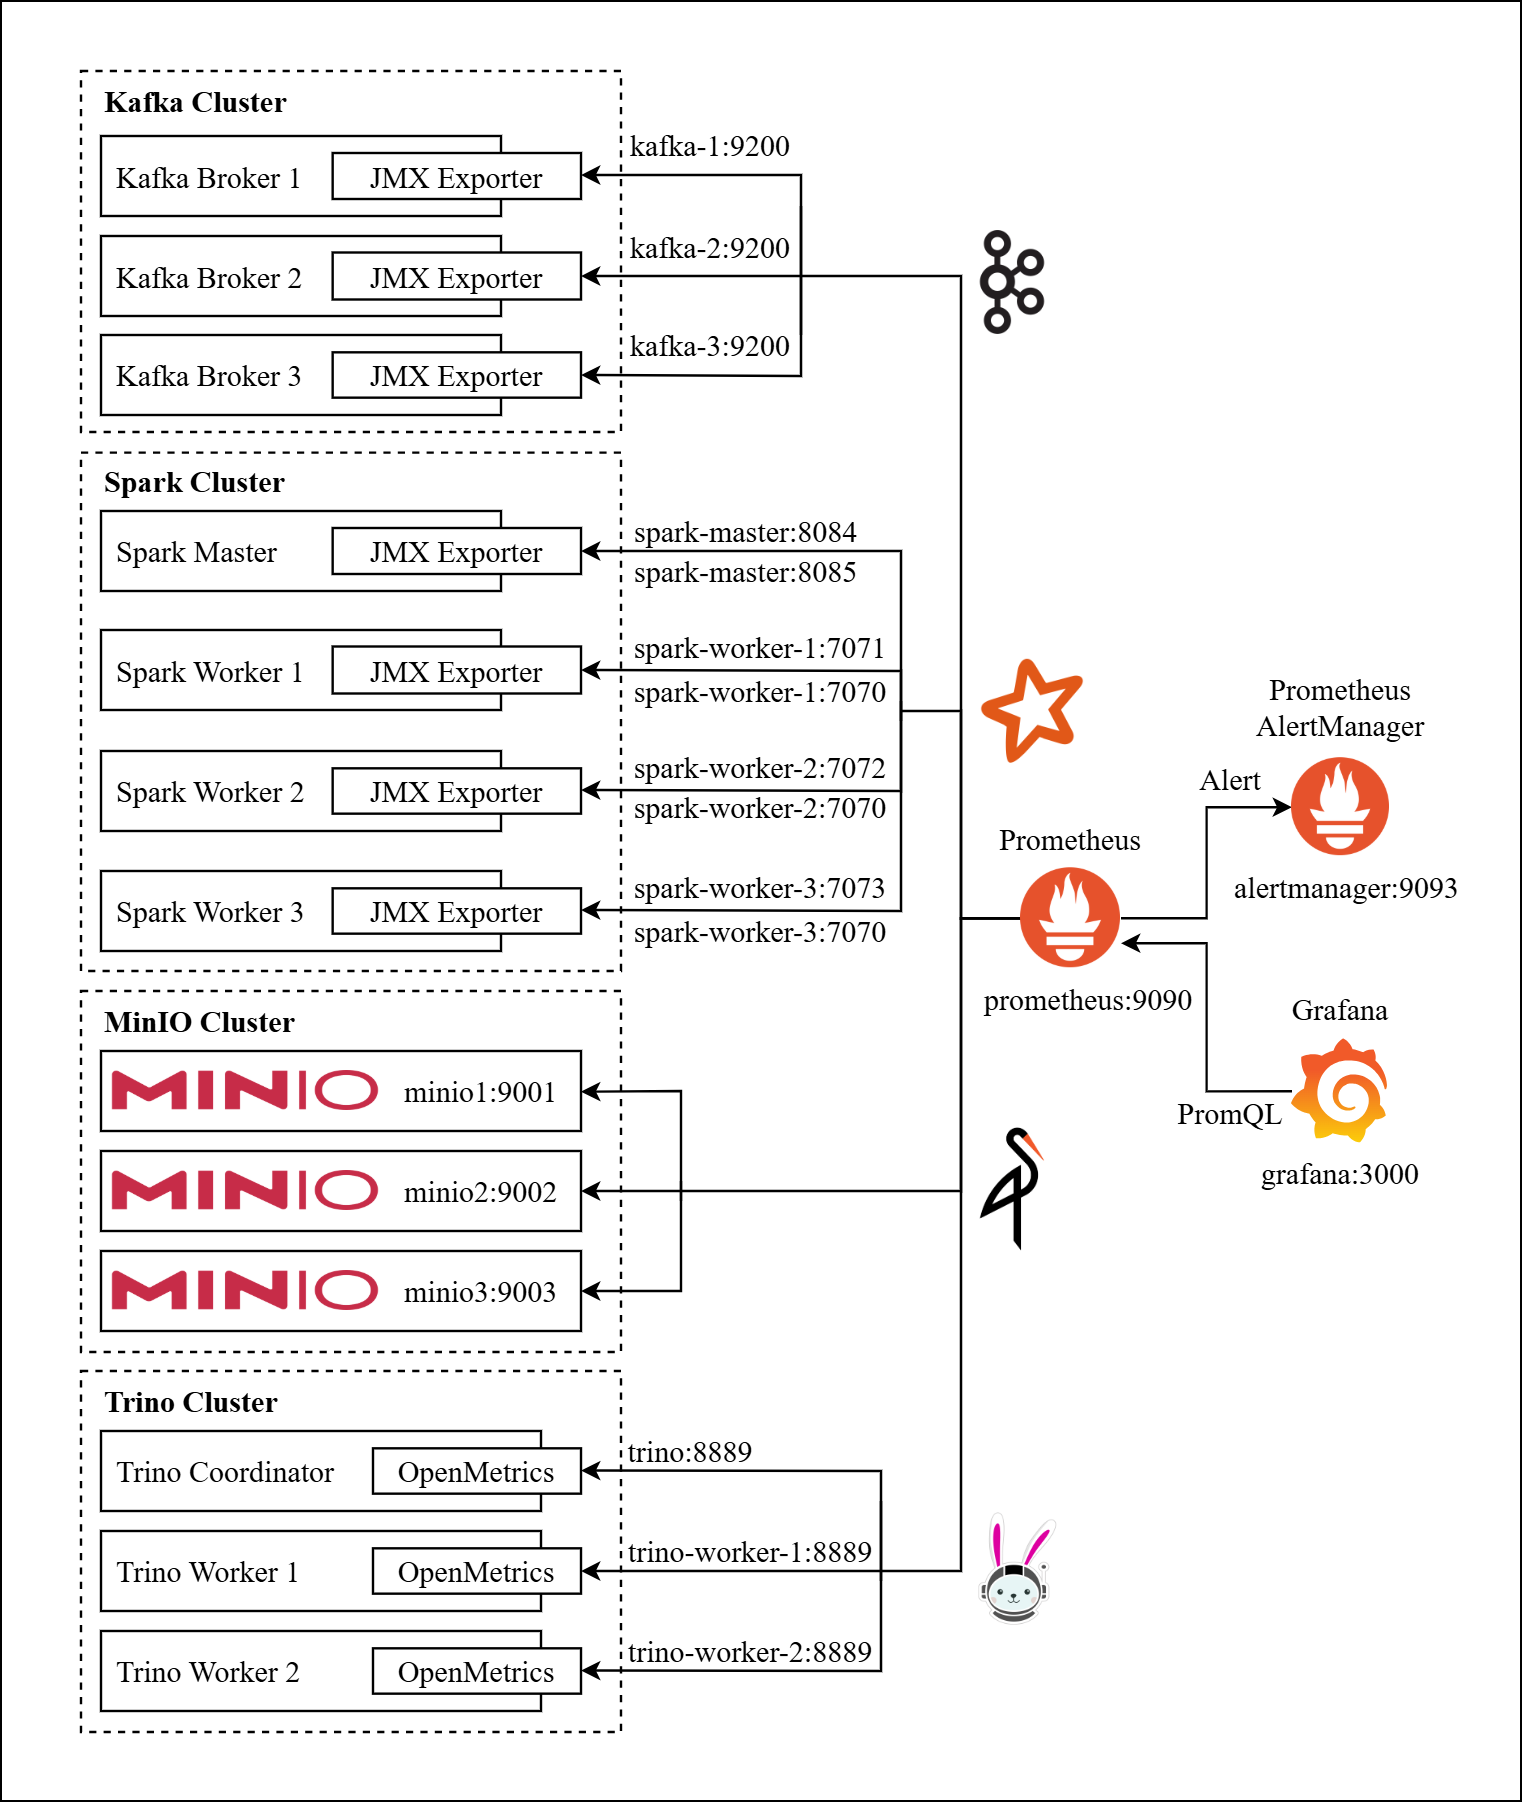 Kafka Cluster
Kafka Broker 1
JMX Exporter
kafka-1:9200
Kafka Broker 2
JMX Exporter
kafka-2:9200
Kafka Broker 3
JMX Exporter
kafka-3:9200
Spark Cluster
Spark Master
JMX Exporter
spark-master:8084
spark-master:8085
Spark Worker 1
JMX Exporter
spark-worker-1:7071
spark-worker-1:7070
Spark Worker 2
JMX Exporter
spark-worker-2:7072
spark-worker-2:7070
Spark Worker 3
JMX Exporter
spark-worker-3:7073
spark-worker-3:7070
MinIO Cluster
MINIO
minio1:9001
MINIO
minio2:9002
MINIO
minio3:9003
Trino Cluster
Trino Coordinator
OpenMetrics
trino:8889
Trino Worker 1
OpenMetrics
trino-worker-1:8889
Trino Worker 2
OpenMetrics
trino-worker-2:8889
Prometheus
prometheus:9090
Prometheus
AlertManager
Alert
alertmanager:9093
Grafana
PromQL
grafana:3000